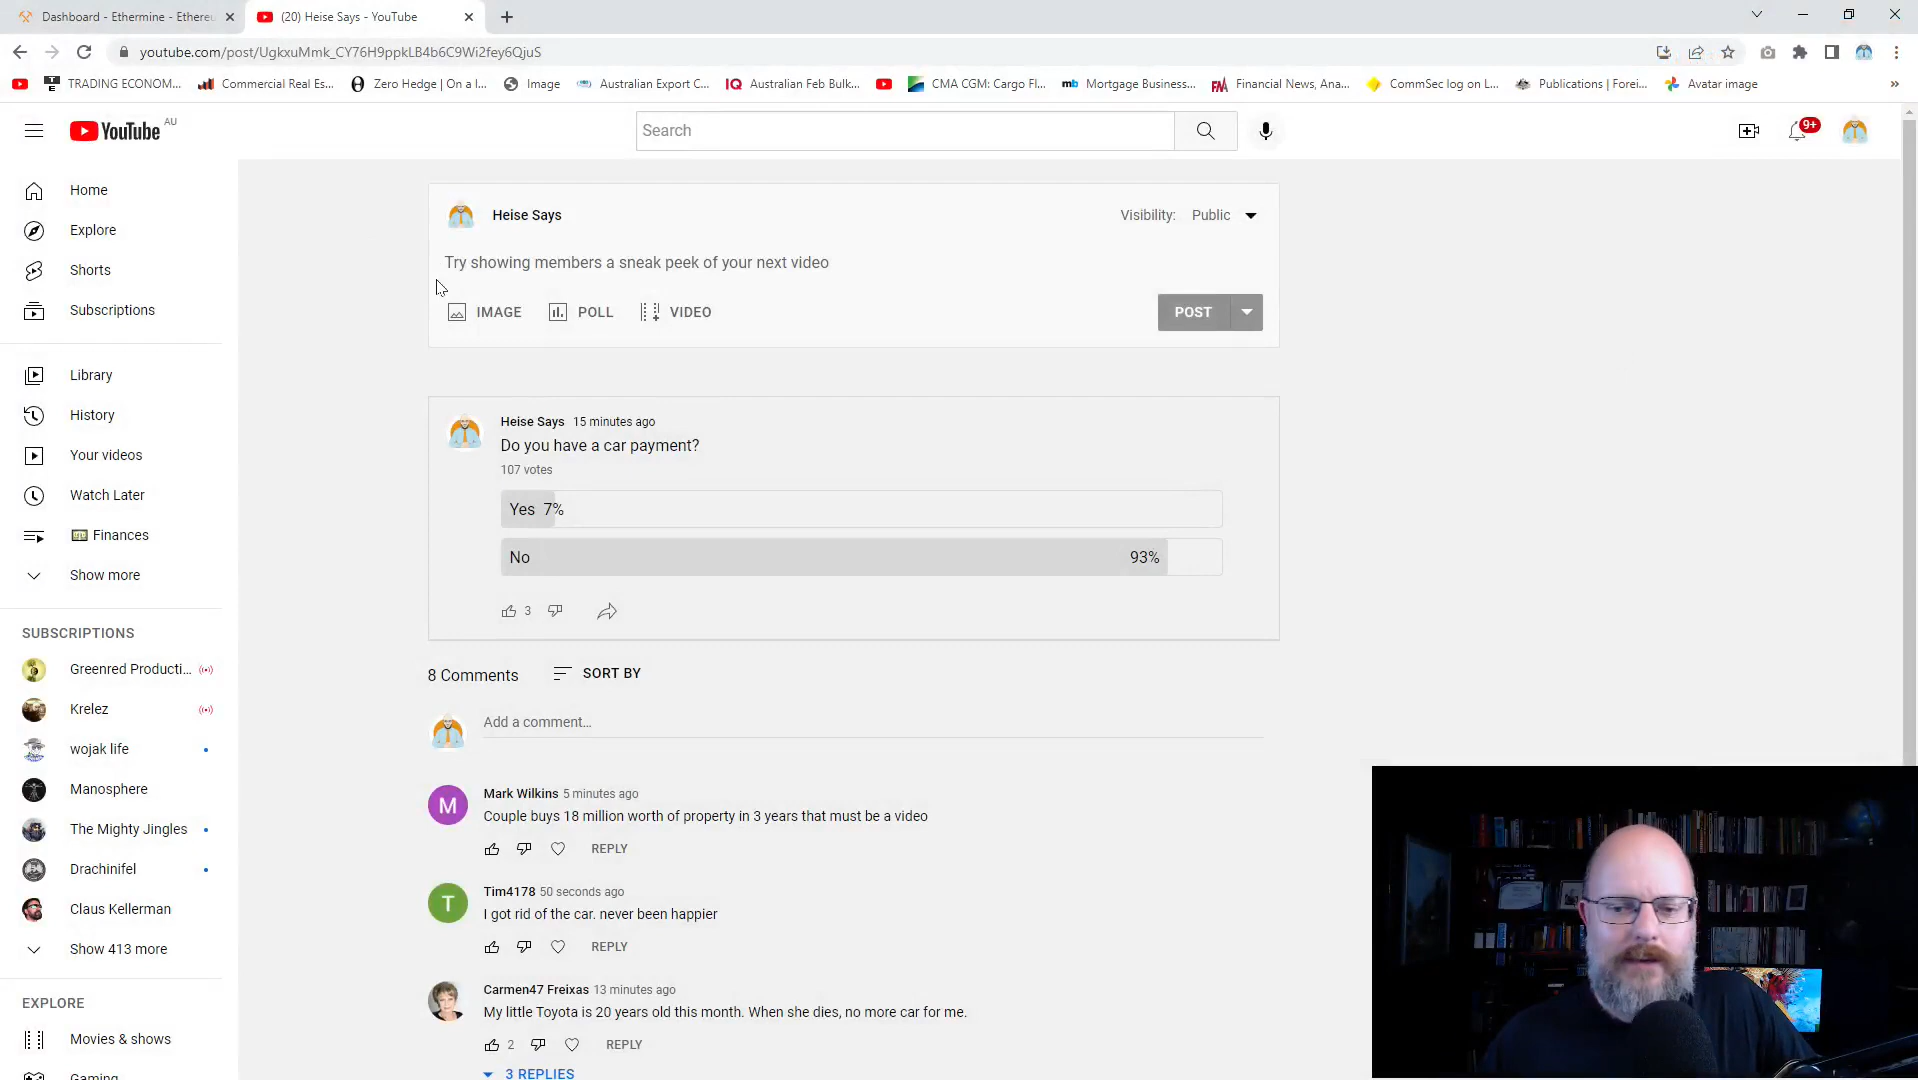 Dashboard - Ethermine - Ethereu
(20) Heise Says - YouTube
youtube.com/post/UgkxuMmk_CY76H9ppkLB4b6C9Wi2fey6QjuS
TRADING ECONOM...
Commercial Real Es...
Zero Hedge | On a l...
Image
Australian Export C...
Australian Feb Bulk...
CMA CGM: Cargo Fl...
Mortgage Business...
Financial News, Ana...
CommSec log on L...
Publications | Forei...
Avatar image
YouTube AU
Search
9+
Home
Explore
Shorts
Subscriptions
Library
History
Your videos
Watch Later
Finances
Show more
SUBSCRIPTIONS
Greenred Producti...
Krelez
wojak life
Manosphere
The Mighty Jingles
Drachinifel
Claus Kellerman
Show 413 more
EXPLORE
Movies & shows
Gaming
Heise Says
Visibility: Public
Try showing members a sneak peek of your next video
IMAGE POLL VIDEO
POST
Heise Says 15 minutes ago
Do you have a car payment?
107 votes
Yes 7%
No 93%
3
8 Comments SORT BY
Add a comment...
M
Mark Wilkins 5 minutes ago
Couple buys 18 million worth of property in 3 years that must be a video
REPLY
T
Tim4178 50 seconds ago
I got rid of the car. never been happier
REPLY
Carmen47 Freixas 13 minutes ago
My little Toyota is 20 years old this month. When she dies, no more car for me.
2 REPLY
3 REPLIES